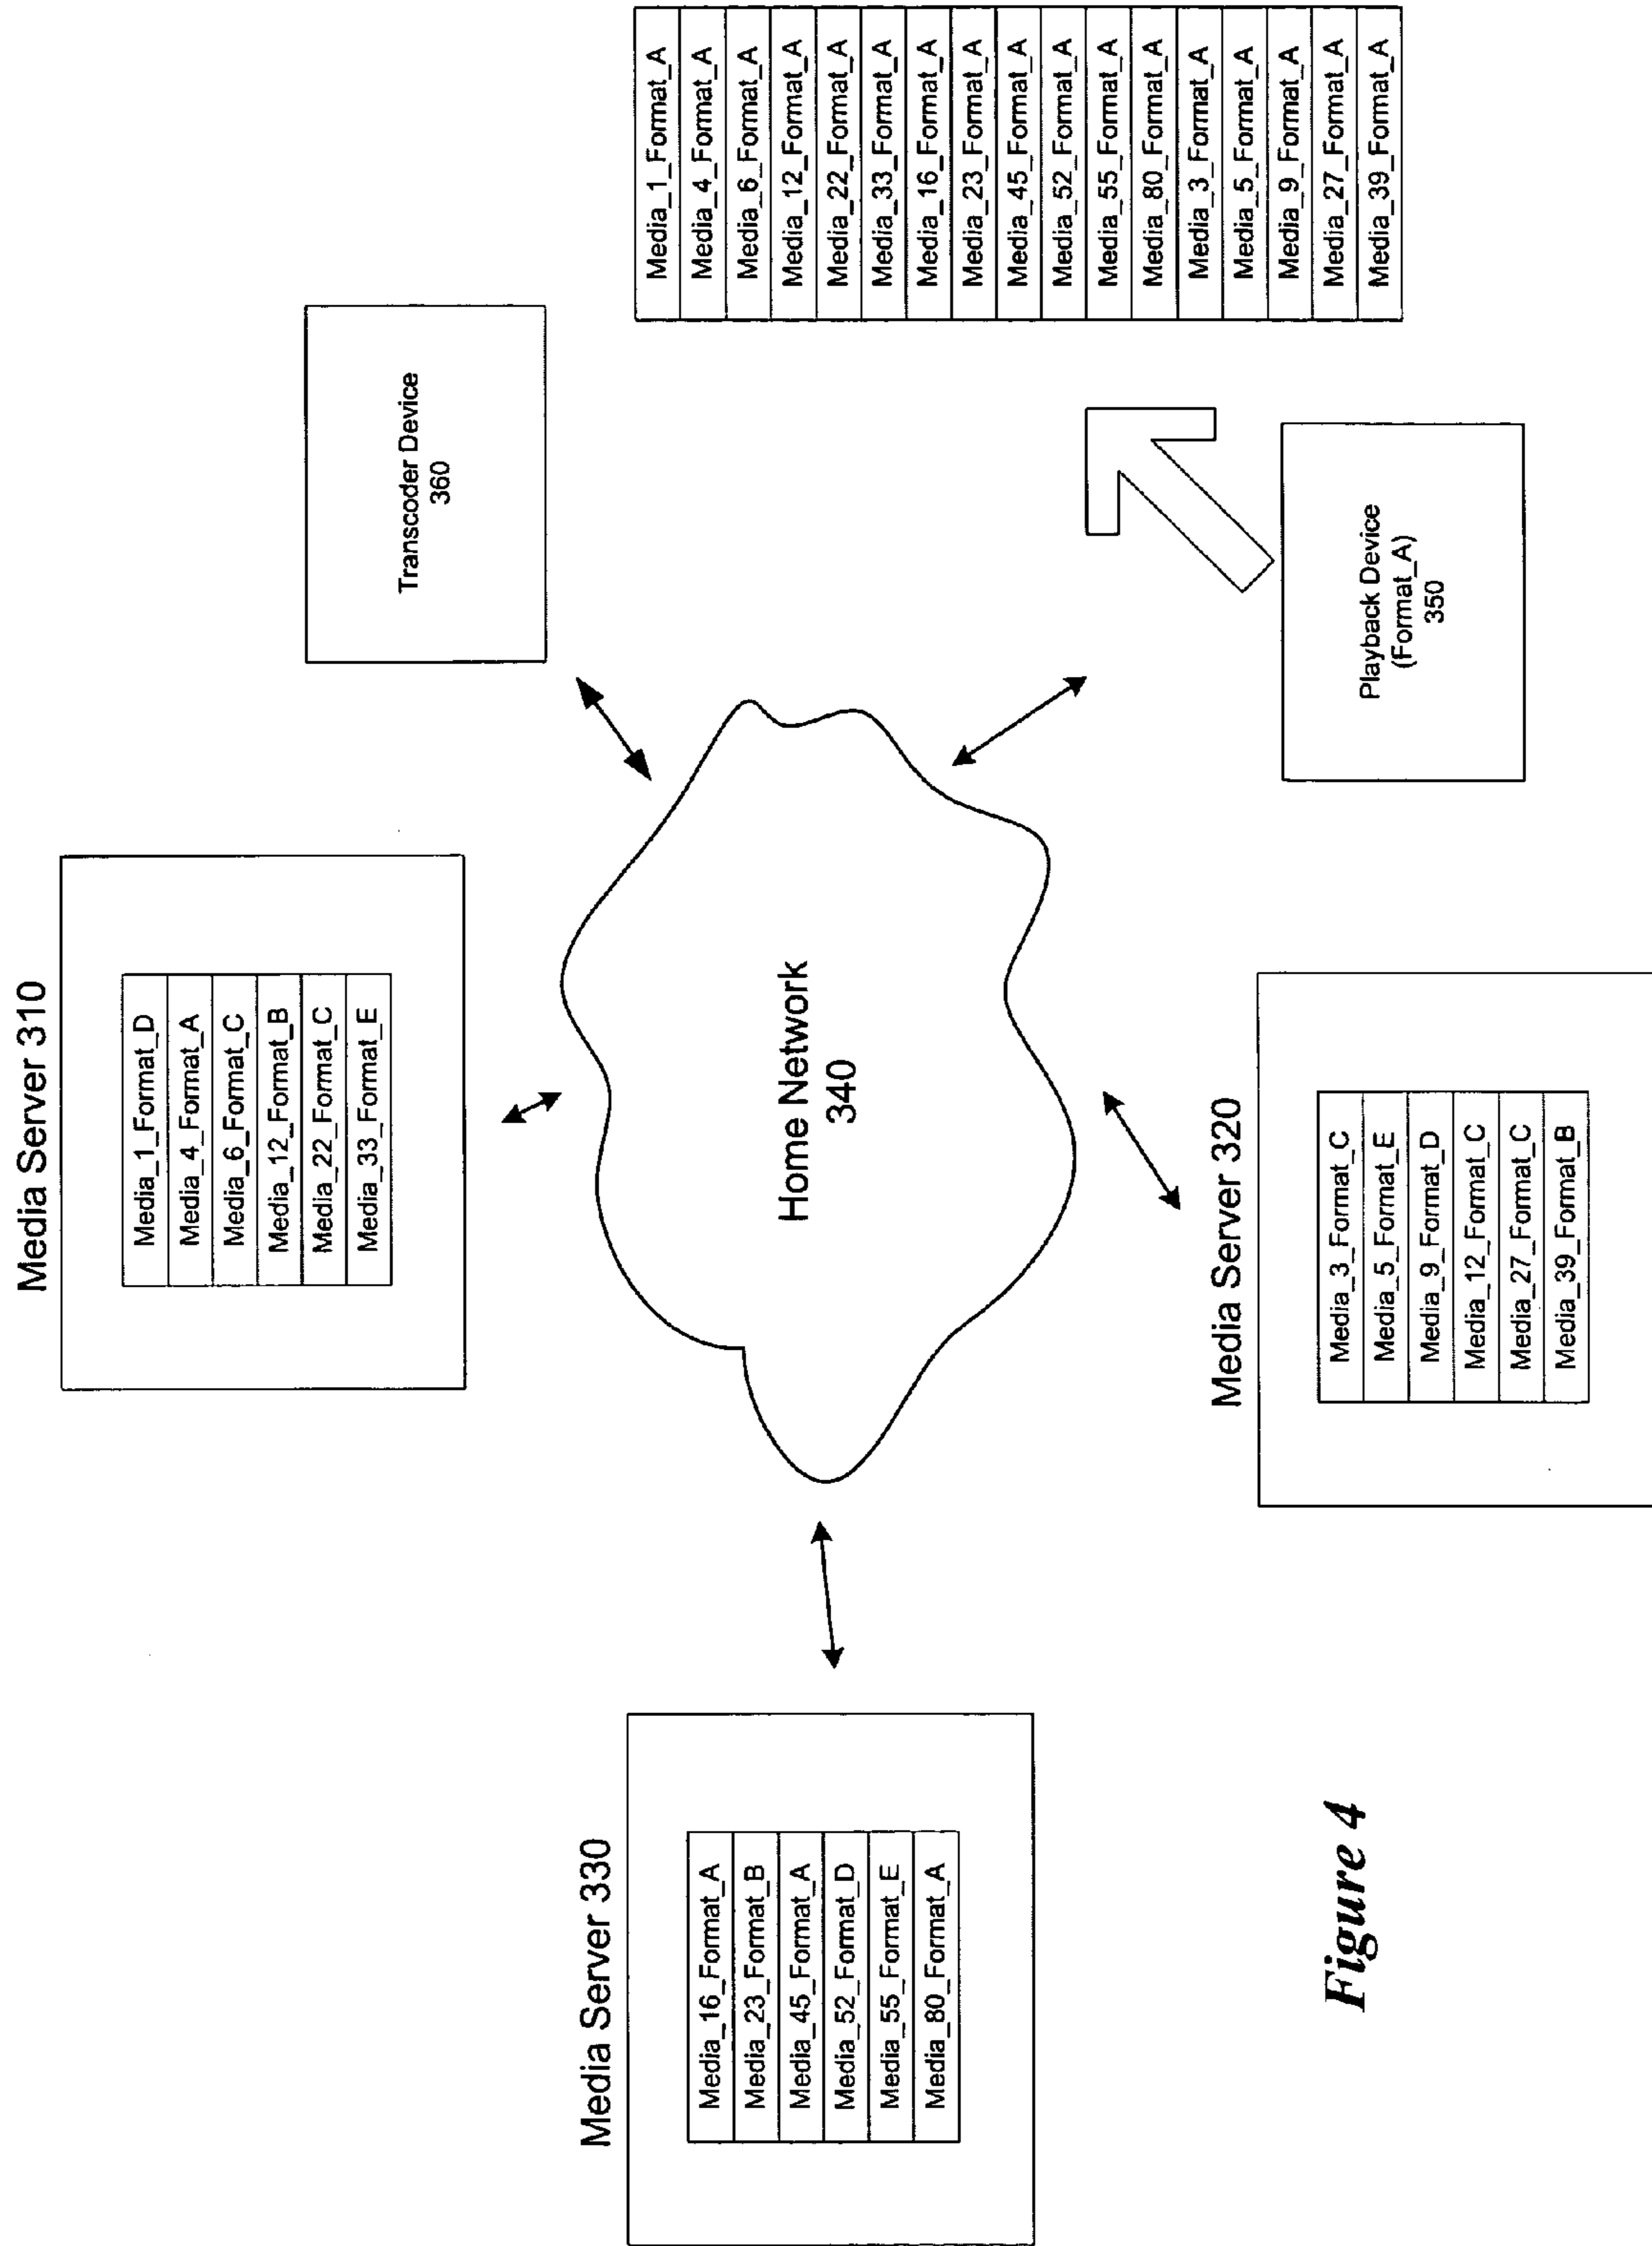 Media Server 310
Media_1_Format_D
Media_4_Format_A
Media_6_Format_C
Media_12_Format_B
Media_22_Format_C
Media_33_Format_E
Transcoder Device
360
Media Server 330
Media_16_Format_A
Media_23_Format_B
Media_45_Format_A
Media_52_Format_D
Media_55_Format_E
Media_80_Format_A
Home Network
340
Media_1_Format_A
Media_4_Format_A
Media_6_Format_A
Media_12_Format_A
Media_22_Format_A
Media_33_Format_A
Media_16_Format_A
Media_23_Format_A
Media_45_Format_A
Media_52_Format_A
Media_55_Format_A
Media_80_Format_A
Media_3_Format_A
Media_5_Format_A
Media_9_Format_A
Media_27_Format_A
Media_39_Format_A
Media Server 320
Media_3_Format_C
Media_5_Format_E
Media_9_Format_D
Media_12_Format_C
Media_27_Format_C
Media_39_Format_B
Playback Device
(Format_A)
350
Figure 4